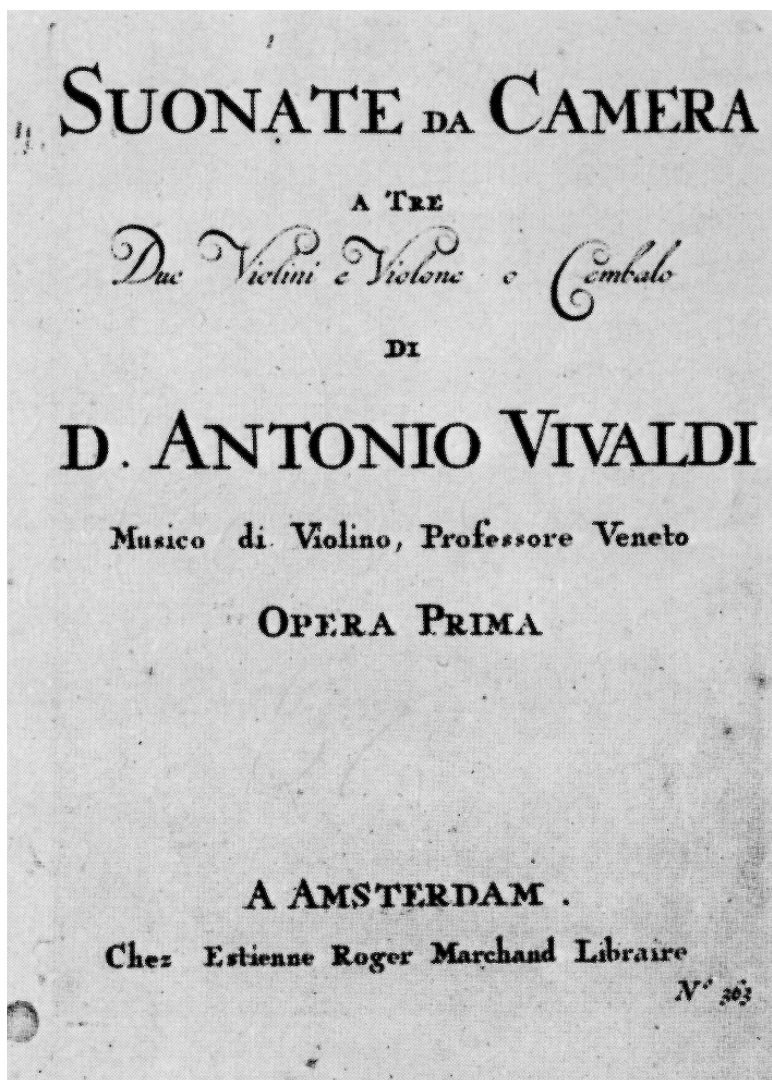 SUONATE DA CAMERA
A TRE
Due Violini e Violone o Cembalo
DI
D. ANTONIO VIVALDI
Musico di Violino, Professore Veneto
OPERA PRIMA
A AMSTERDAM.
Chez Estienne Roger Marchand Libraire
N° 363